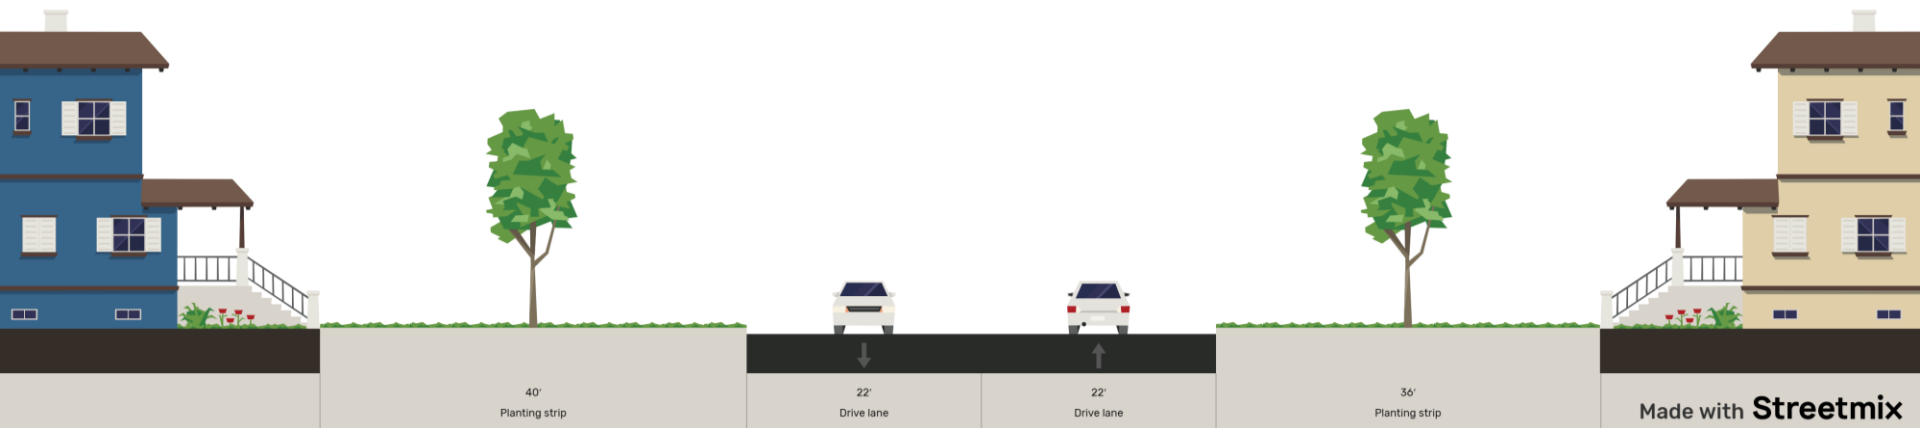 40'
Planting strip
22'
Drive lane
22'
Drive lane
36'
Planting strip
Made with Streetmix